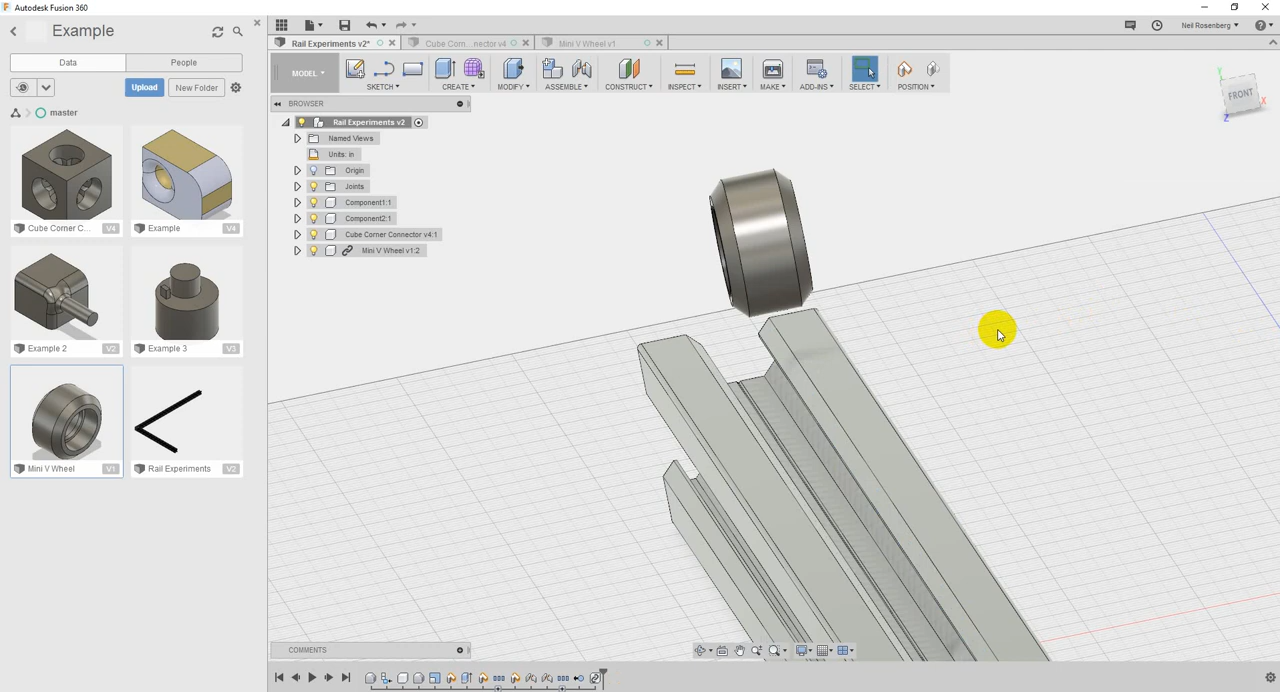 Autodesk Fusion 360
Example
Neil Rosenberg
Data People
Rail Experiments v2*
Cube Corn...nector v4
Mini V Wheel v1
MODEL
SKETCH
CREATE
MODIFY
ASSEMBLE
CONSTRUCT
INSPECT
INSERT
MAKE
ADD-INS
SELECT
POSITION
Upload
New Folder
master
BROWSER
Rail Experiments v2
Named Views
Units: in
Origin
Joints
Component1:1
Component2:1
Cube Corner Connector v4:1
Mini V Wheel v1:2
Y
FRONT
X
Z
Cube Corner C... V4
Example V4
Example 2 V2
Example 3 V3
Mini V Wheel V1
Rail Experiments V2
COMMENTS